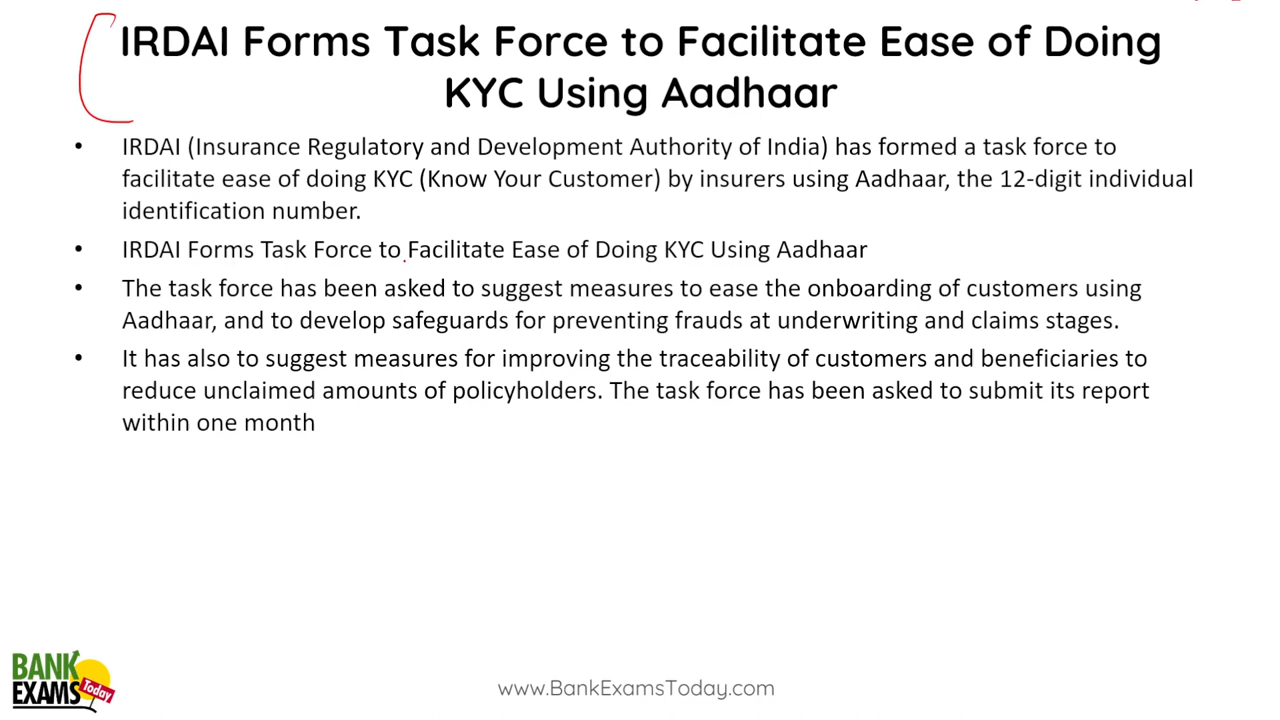 IRDAI Forms Task Force to Facilitate Ease of Doing
KYC Using Aadhaar
• IRDAI (Insurance Regulatory and Development Authority of India) has formed a task force to
facilitate ease of doing KYC (Know Your Customer) by insurers using Aadhaar, the 12-digit individual
identification number.
• IRDAI Forms Task Force to Facilitate Ease of Doing KYC Using Aadhaar
• The task force has been asked to suggest measures to ease the onboarding of customers using
Aadhaar, and to develop safeguards for preventing frauds at underwriting and claims stages.
• It has also to suggest measures for improving the traceability of customers and beneficiaries to
reduce unclaimed amounts of policyholders. The task force has been asked to submit its report
within one month
BANK
EXAMS Today
www.BankExamsToday.com